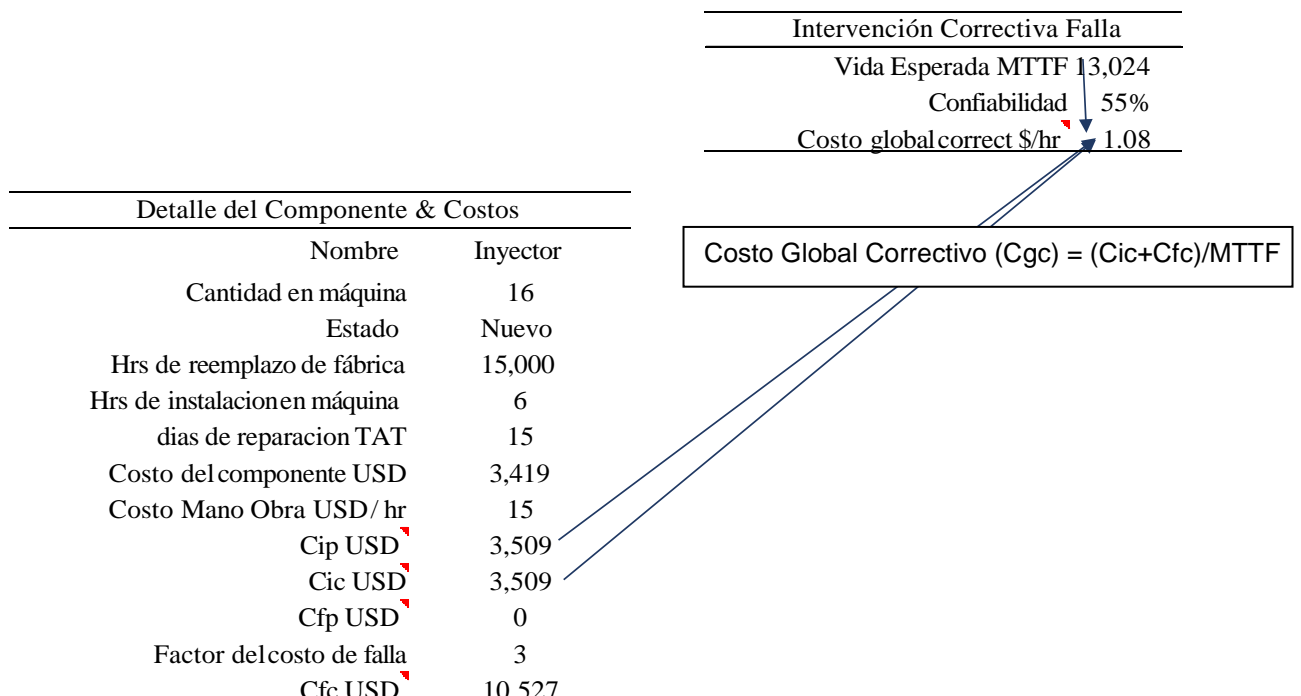 Intervención Correctiva Falla
Vida Esperada MTTF 13,024
Confiabilidad 55%
Costo global correct $/hr 1.08
Detalle del Componente & Costos
Nombre Inyector
Cantidad en máquina 16
Estado Nuevo
Hrs de reemplazo de fábrica 15,000
Hrs de instalacion en máquina 6
dias de reparacion TAT 15
Costo del componente USD 3,419
Costo Mano Obra USD/ hr 15
Cip USD 3,509
Cic USD 3,509
Cfp USD 0
Factor del costo de falla 3
Cfc USD 10,527
Costo Global Correctivo (Cgc) = (Cic+Cfc)/MTTF